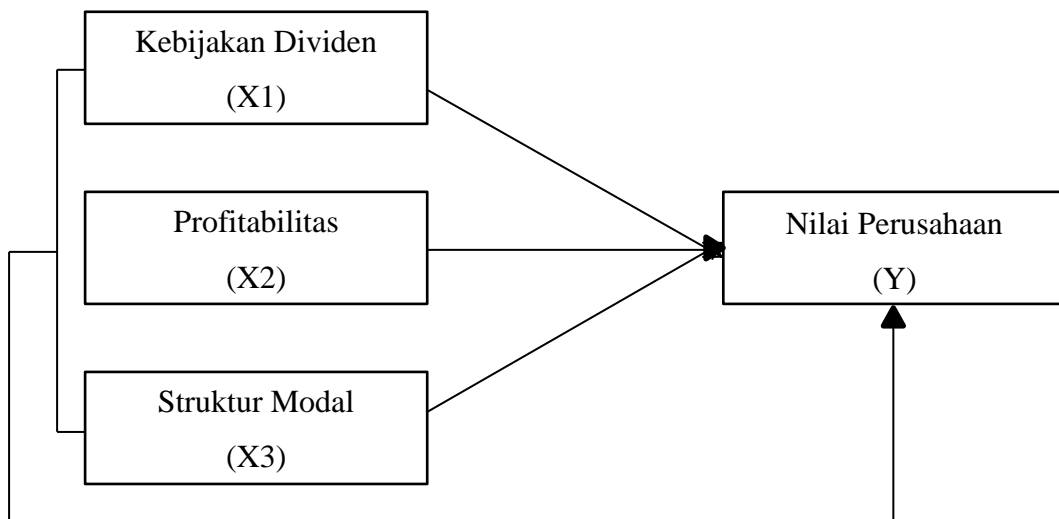 Kebijakan Dividen
(X1)
Profitabilitas
(X2)
Struktur Modal
(X3)
Nilai Perusahaan
(Y)